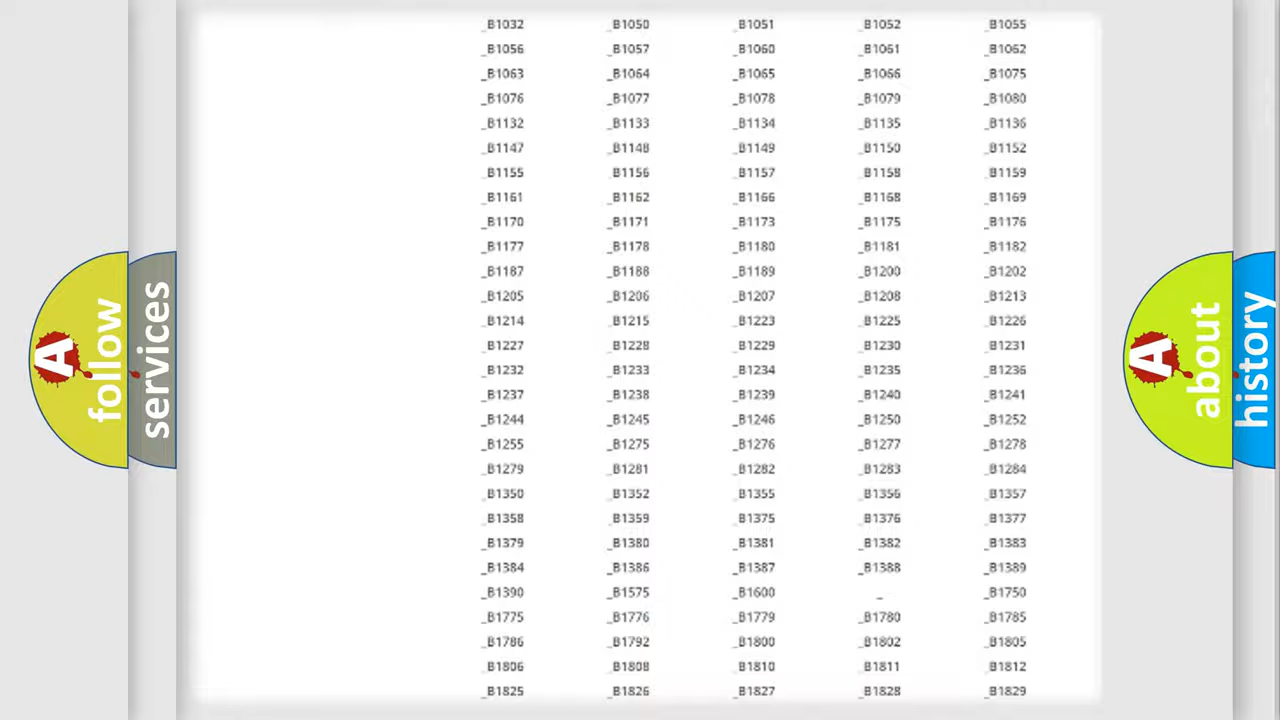 _B1032 _B1050 _B1051 _B1052 _B1055
_B1056 _B1057 _B1060 _B1061 _B1062
_B1063 _B1064 _B1065 _B1066 _B1075
_B1076 _B1077 _B1078 _B1079 _B1080
_B1132 _B1133 _B1134 _B1135 _B1136
_B1147 _B1148 _B1149 _B1150 _B1152
_B1155 _B1156 _B1157 _B1158 _B1159
_B1161 _B1162 _B1166 _B1168 _B1169
_B1170 _B1171 _B1173 _B1175 _B1176
_B1177 _B1178 _B1180 _B1181 _B1182
_B1187 _B1188 _B1189 _B1200 _B1202
_B1205 _B1206 _B1207 _B1208 _B1213
_B1214 _B1215 _B1223 _B1225 _B1226
_B1227 _B1228 _B1229 _B1230 _B1231
_B1232 _B1233 _B1234 _B1235 _B1236
_B1237 _B1238 _B1239 _B1240 _B1241
_B1244 _B1245 _B1246 _B1250 _B1252
_B1255 _B1275 _B1276 _B1277 _B1278
_B1279 _B1281 _B1282 _B1283 _B1284
_B1350 _B1352 _B1355 _B1356 _B1357
_B1358 _B1359 _B1375 _B1376 _B1377
_B1379 _B1380 _B1381 _B1382 _B1383
_B1384 _B1386 _B1387 _B1388 _B1389
_B1390 _B1575 _B1600 _ _B1750
_B1775 _B1776 _B1779 _B1780 _B1785
_B1786 _B1792 _B1800 _B1802 _B1805
_B1806 _B1808 _B1810 _B1811 _B1812
_B1825 _B1826 _B1827 _B1828 _B1829
A
follow
services
A
about
history